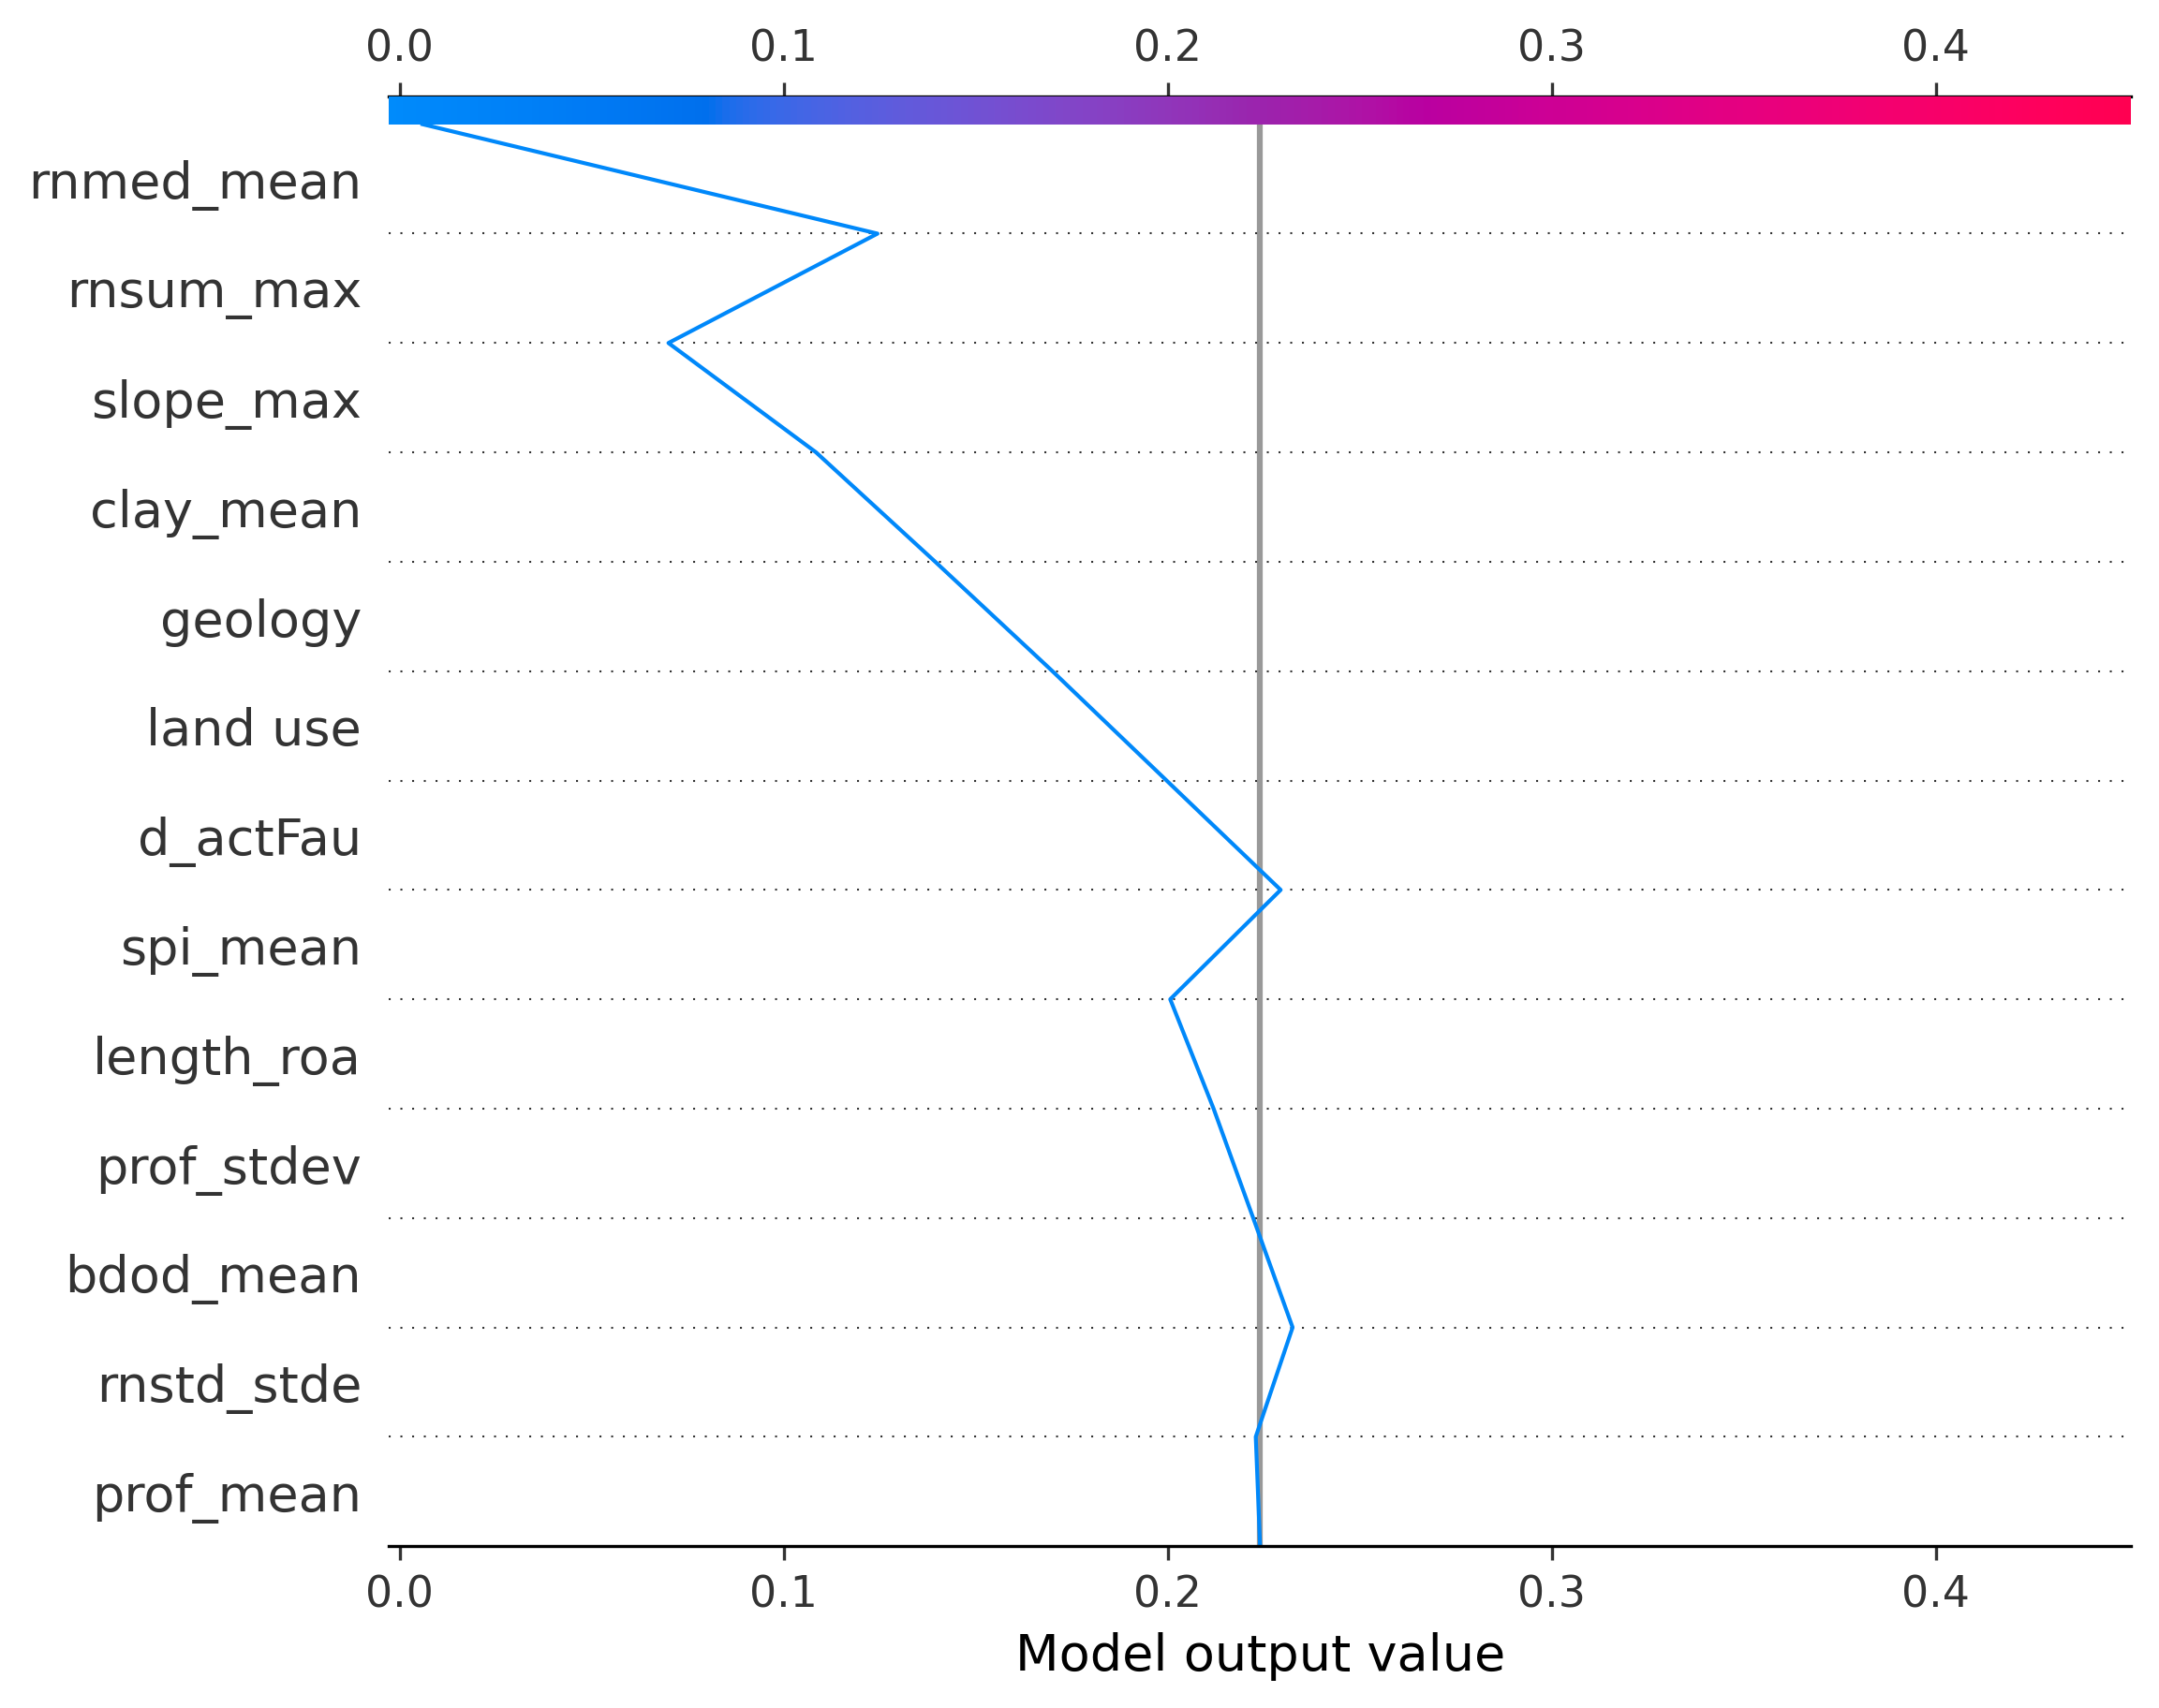 0.0 0.1 0.2 0.3 0.4
rnmed_mean
rnsum_max
slope_max
clay_mean
geology
land use
d_actFau
spi_mean
length_roa
prof_stdev
bdod_mean
rnstd_stde
prof_mean
0.0 0.1 0.2 0.3 0.4
Model output value